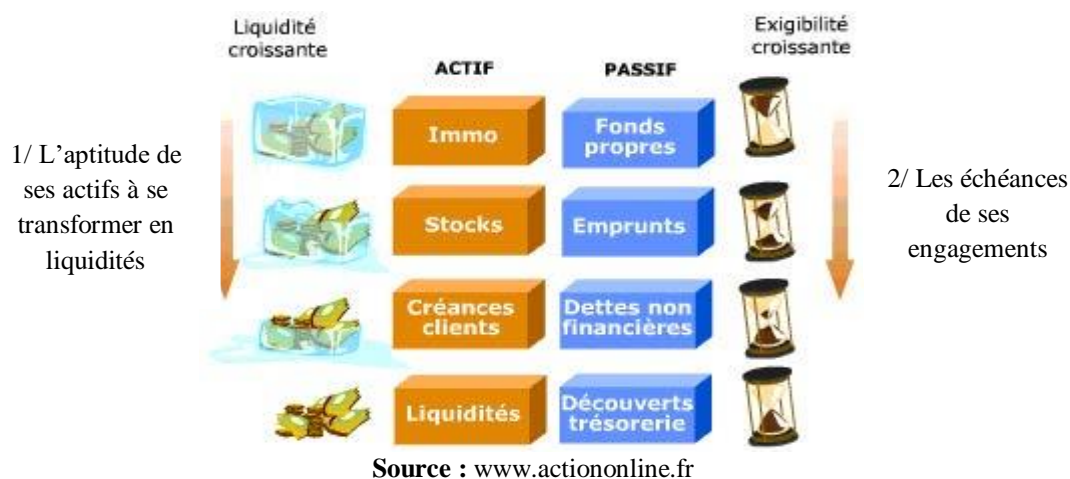 Liquidité
croissante
Exigibilité
croissante
ACTIF
PASSIF
1/ L’aptitude de
ses actifs à se
transformer en
liquidités
Immo
Fonds
propres
Stocks
Emprunts
Créances
clients
Dettes non
financières
Liquidités
Découverts
trésorerie
2/ Les échéances
de ses
engagements
Source : www.actiononline.fr